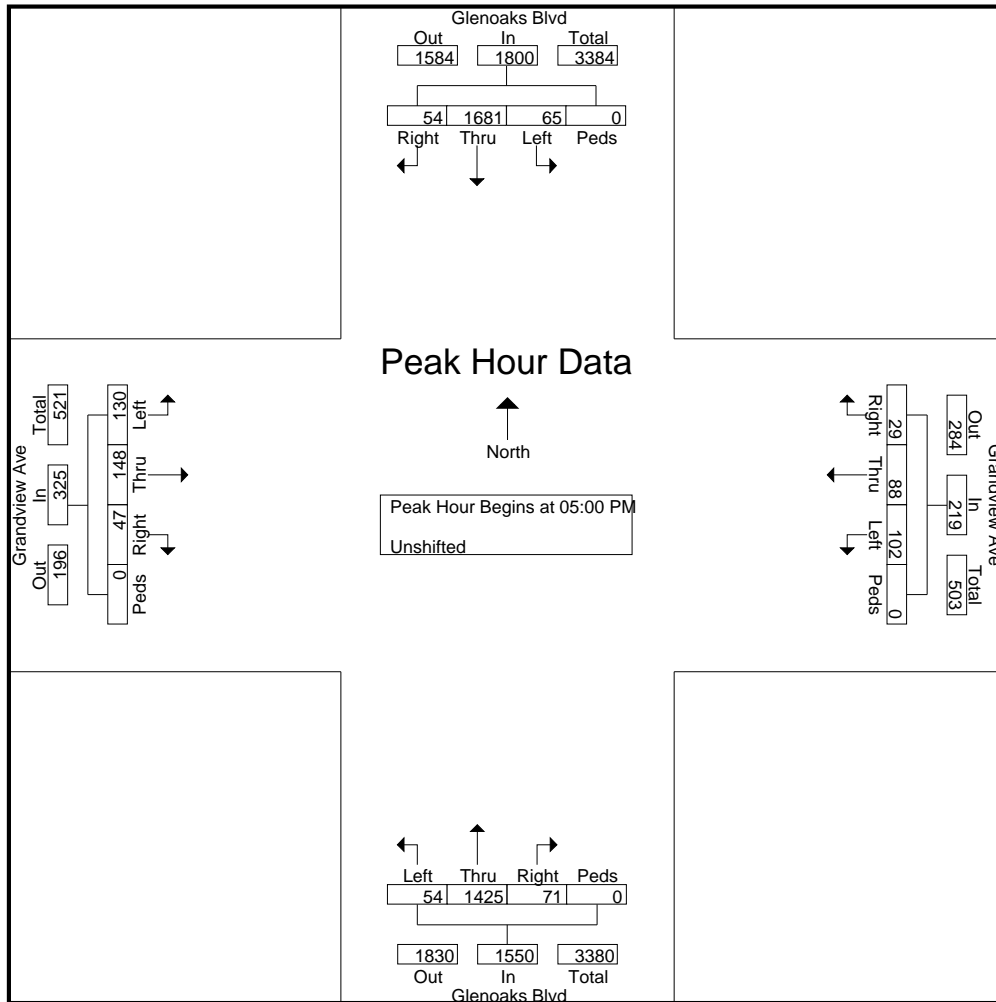 Glenoaks Blvd
Out In Total
1584 1800 3384
54 1681 65 0
Right Thru Left Peds
Peak Hour Data
North
Peak Hour Begins at 05:00 PM
Unshifted
Grandview Ave
Total In Out
521 325 196
130 148 47 0
Left Thru Right Peds
Grandview Ave
Out In Total
284 219 503
29 88 102 0
Right Thru Left Peds
Left Thru Right Peds
54 1425 71 0
1830 1550 3380
Out In Total
Glenoaks Blvd